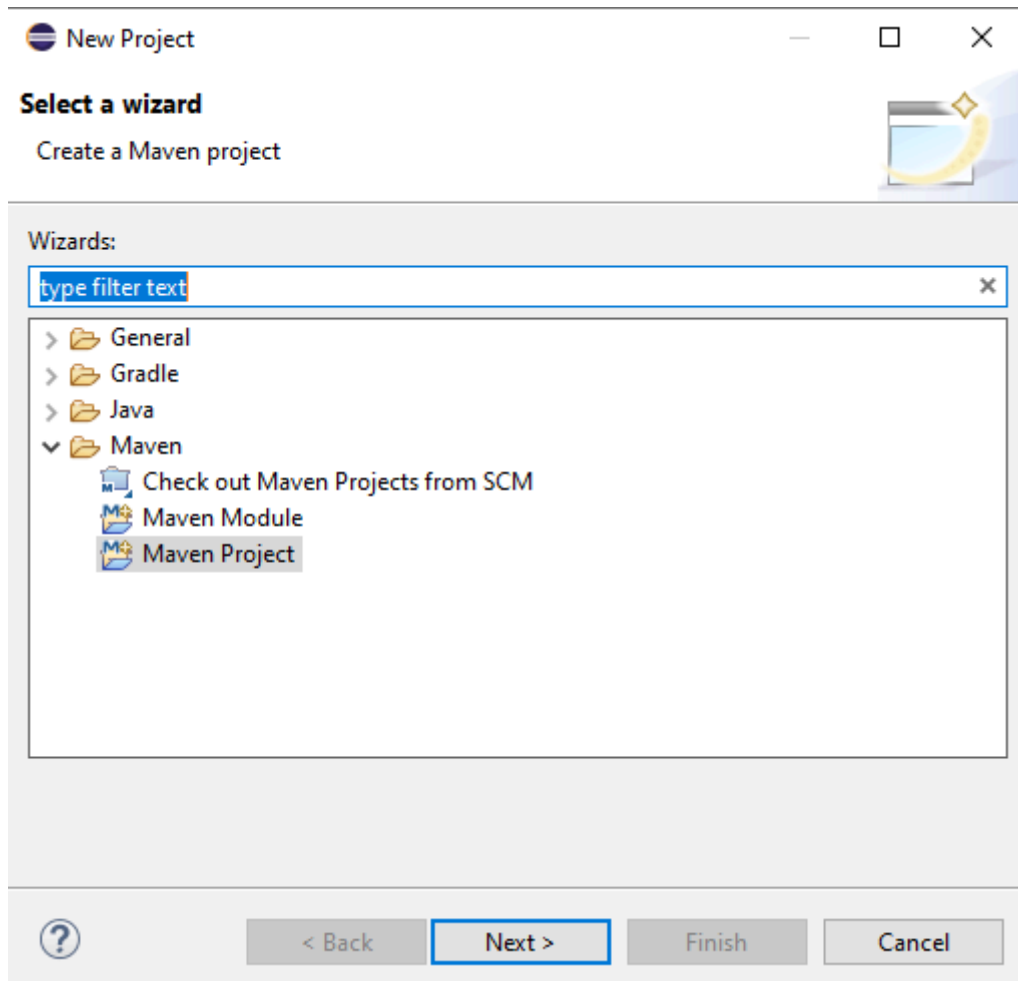 New Project
Select a wizard
Create a Maven project
Wizards:
type filter text
General
Gradle
Java
Maven
Check out Maven Projects from SCM
Maven Module
Maven Project
< Back Next > Finish Cancel